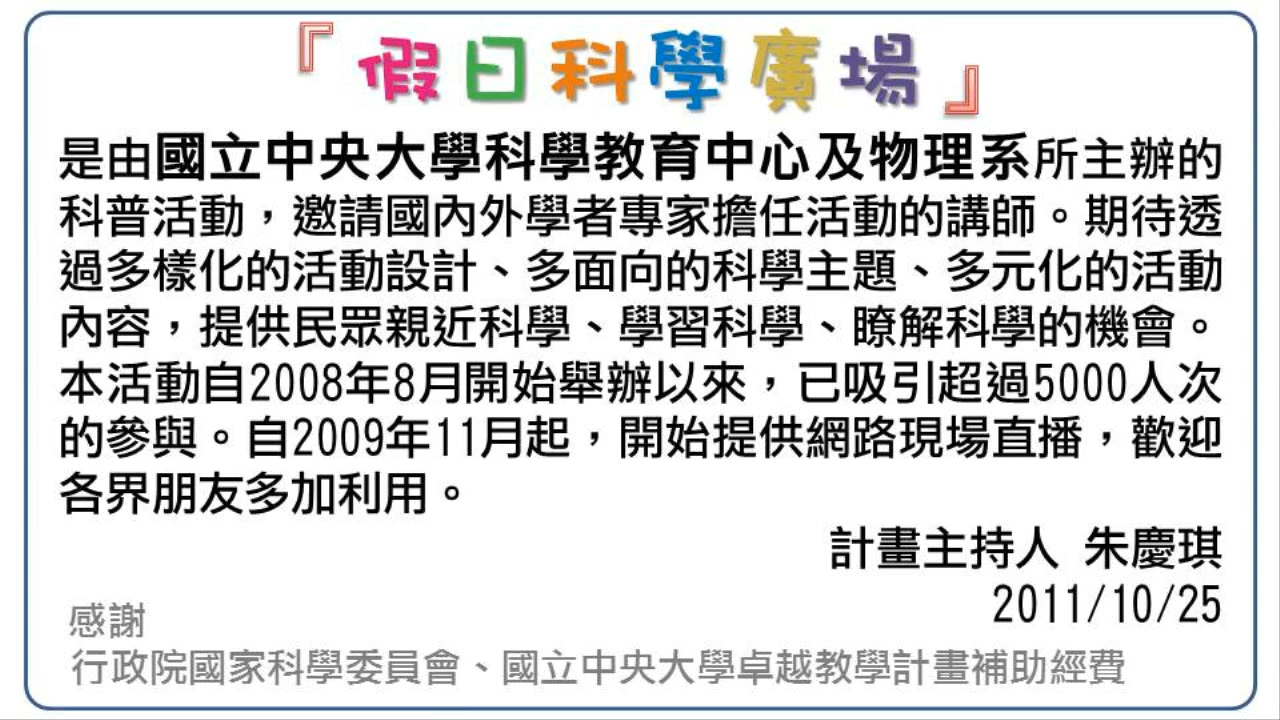 『假日科學廣場』
是由國立中央大學科學教育中心及物理系所主辦的
科普活動，邀請國內外學者專家擔任活動的講師。期待透
過多樣化的活動設計、多面向的科學主題、多元化的活動
內容，提供民眾親近科學、學習科學、瞭解科學的機會。
本活動自2008年8月開始舉辦以來，已吸引超過5000人次
的參與。自2009年11月起，開始提供網路現場直播，歡迎
各界朋友多加利用。
計畫主持人 朱慶琪
2011/10/25
感謝
行政院國家科學委員會、國立中央大學卓越教學計畫補助經費